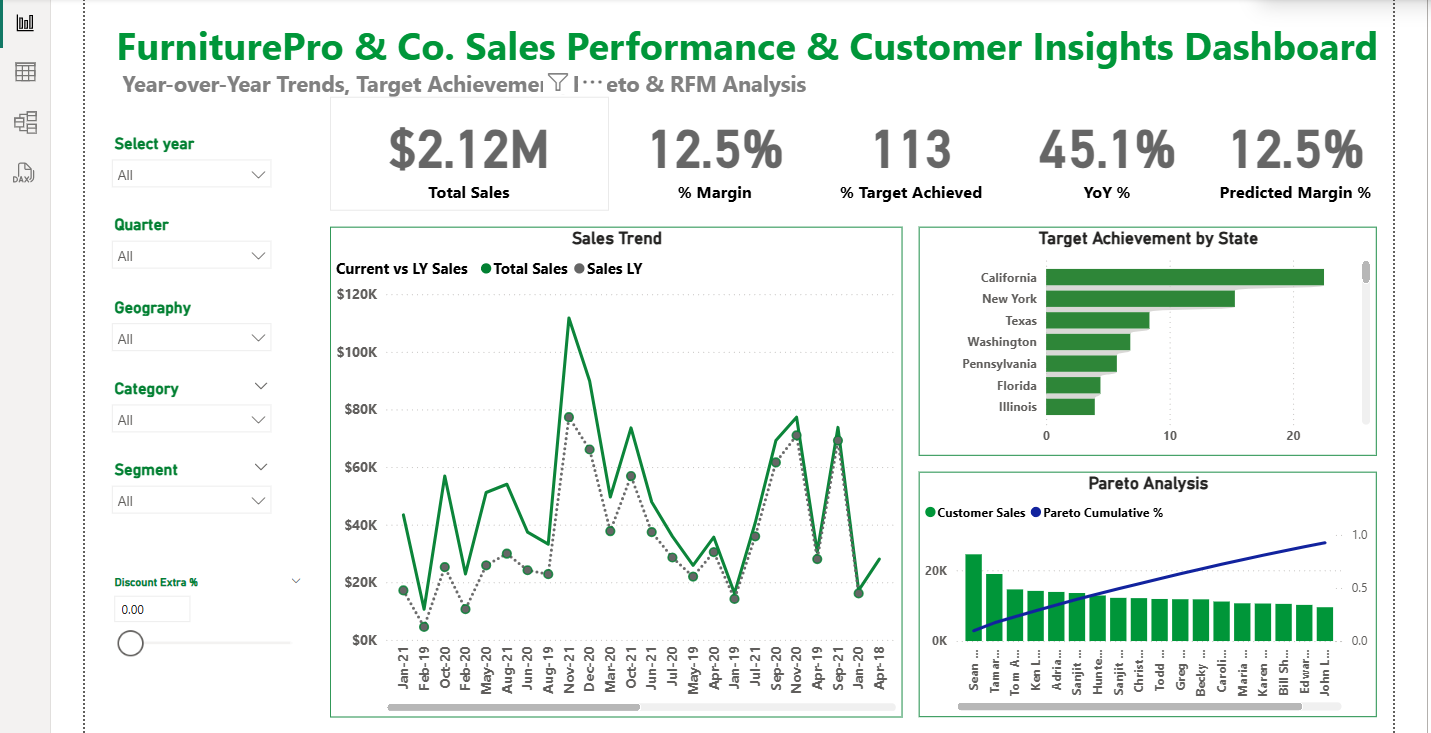 FurniturePro & Co. Sales Performance & Customer Insights Dashboard
Year-over-Year Trends, Target Achievemen eto & RFM Analysis
DAX
Select year
All
Quarter
All
Geography
All
Category
All
Segment
All
Discount Extra %
0.00
$2.12M
Total Sales
12.5%
% Margin
113
% Target Achieved
45.1%
YoY %
12.5%
Predicted Margin %
Sales Trend
Current vs LY Sales Total Sales Sales LY
$120K
$100K
$80K
$60K
$40K
$20K
$0K
Jan-21 Feb-19 Oct-20 Feb-20 May-20 Aug-21 Jun-20 Aug-19 Nov-21 Dec-20 Mar-20 Oct-21 Jun-21 Jul-20 May-19 Apr-20 Jan-19 Jul-21 Sep-20 Nov-20 Apr-19 Sep-21 Jan-20 Apr-18
Target Achievement by State
California
New York
Texas
Washington
Pennsylvania
Florida
Illinois
0 10 20
Pareto Analysis
Customer Sales Pareto Cumulative %
20K
0K
1.0
0.5
0.0
Sean ... Tamar... Tom A... Ken L... Adria... Sanjit ... Hunte... Sanjit ... Christ... Todd ... Greg ... Becky ... Caroli... Maria ... Karen ... Bill Sh... Edwar... John L...